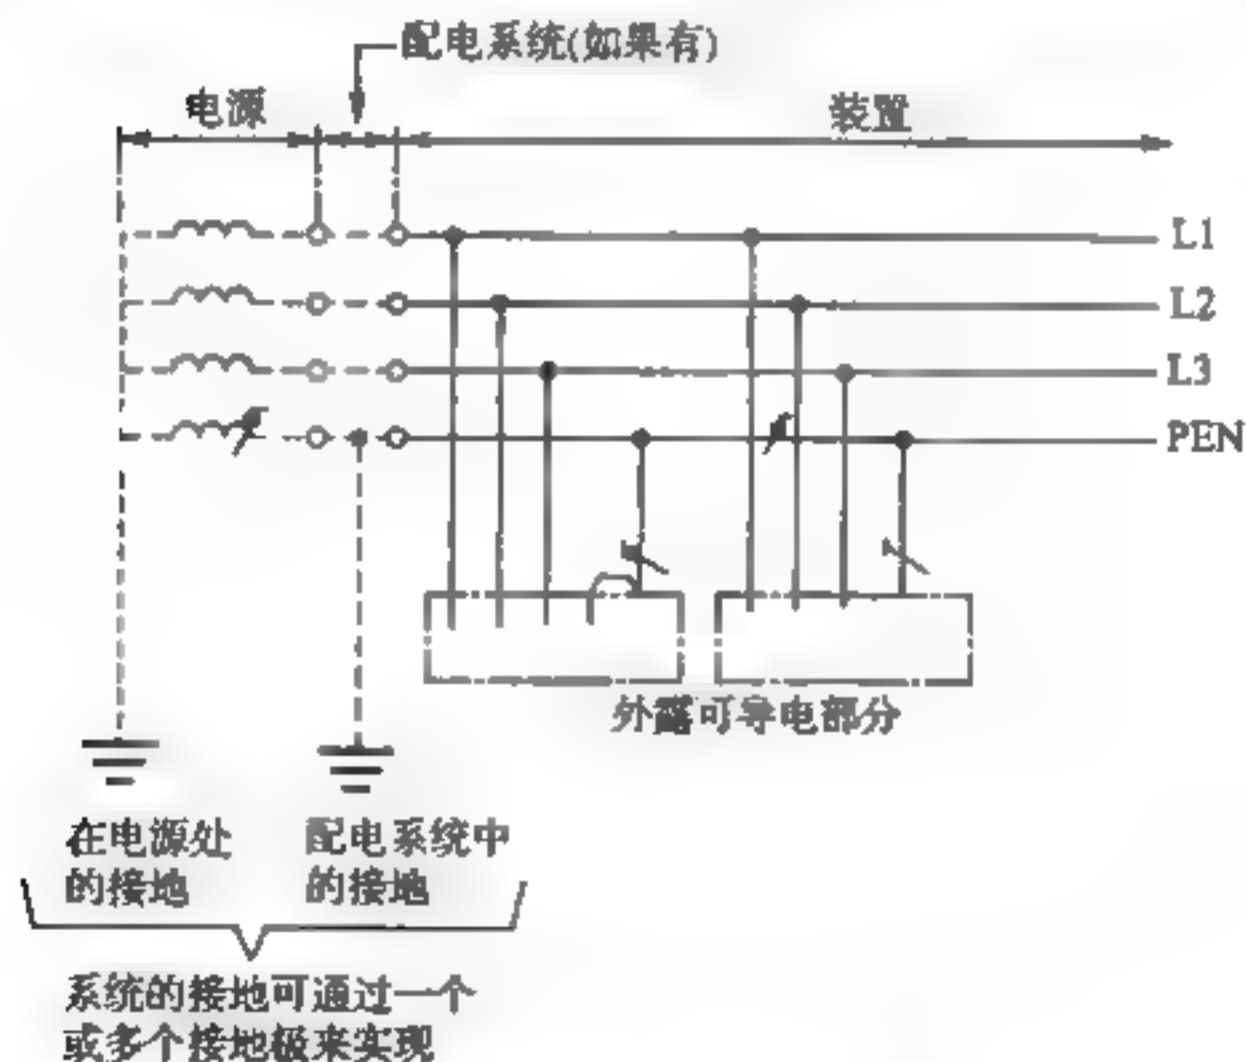 配电系统(如果有)
电源
装置
L1
L2
L3
PEN
外露可导电部分
在电源处
的接地
配电系统中
的接地
系统的接地可通过一个
或多个接地极来实现